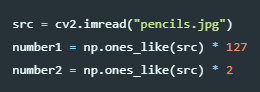 src = cv2.imread("pencils.jpg")
number1 = np.ones_like(src) * 127
number2 = np.ones_like(src) * 2